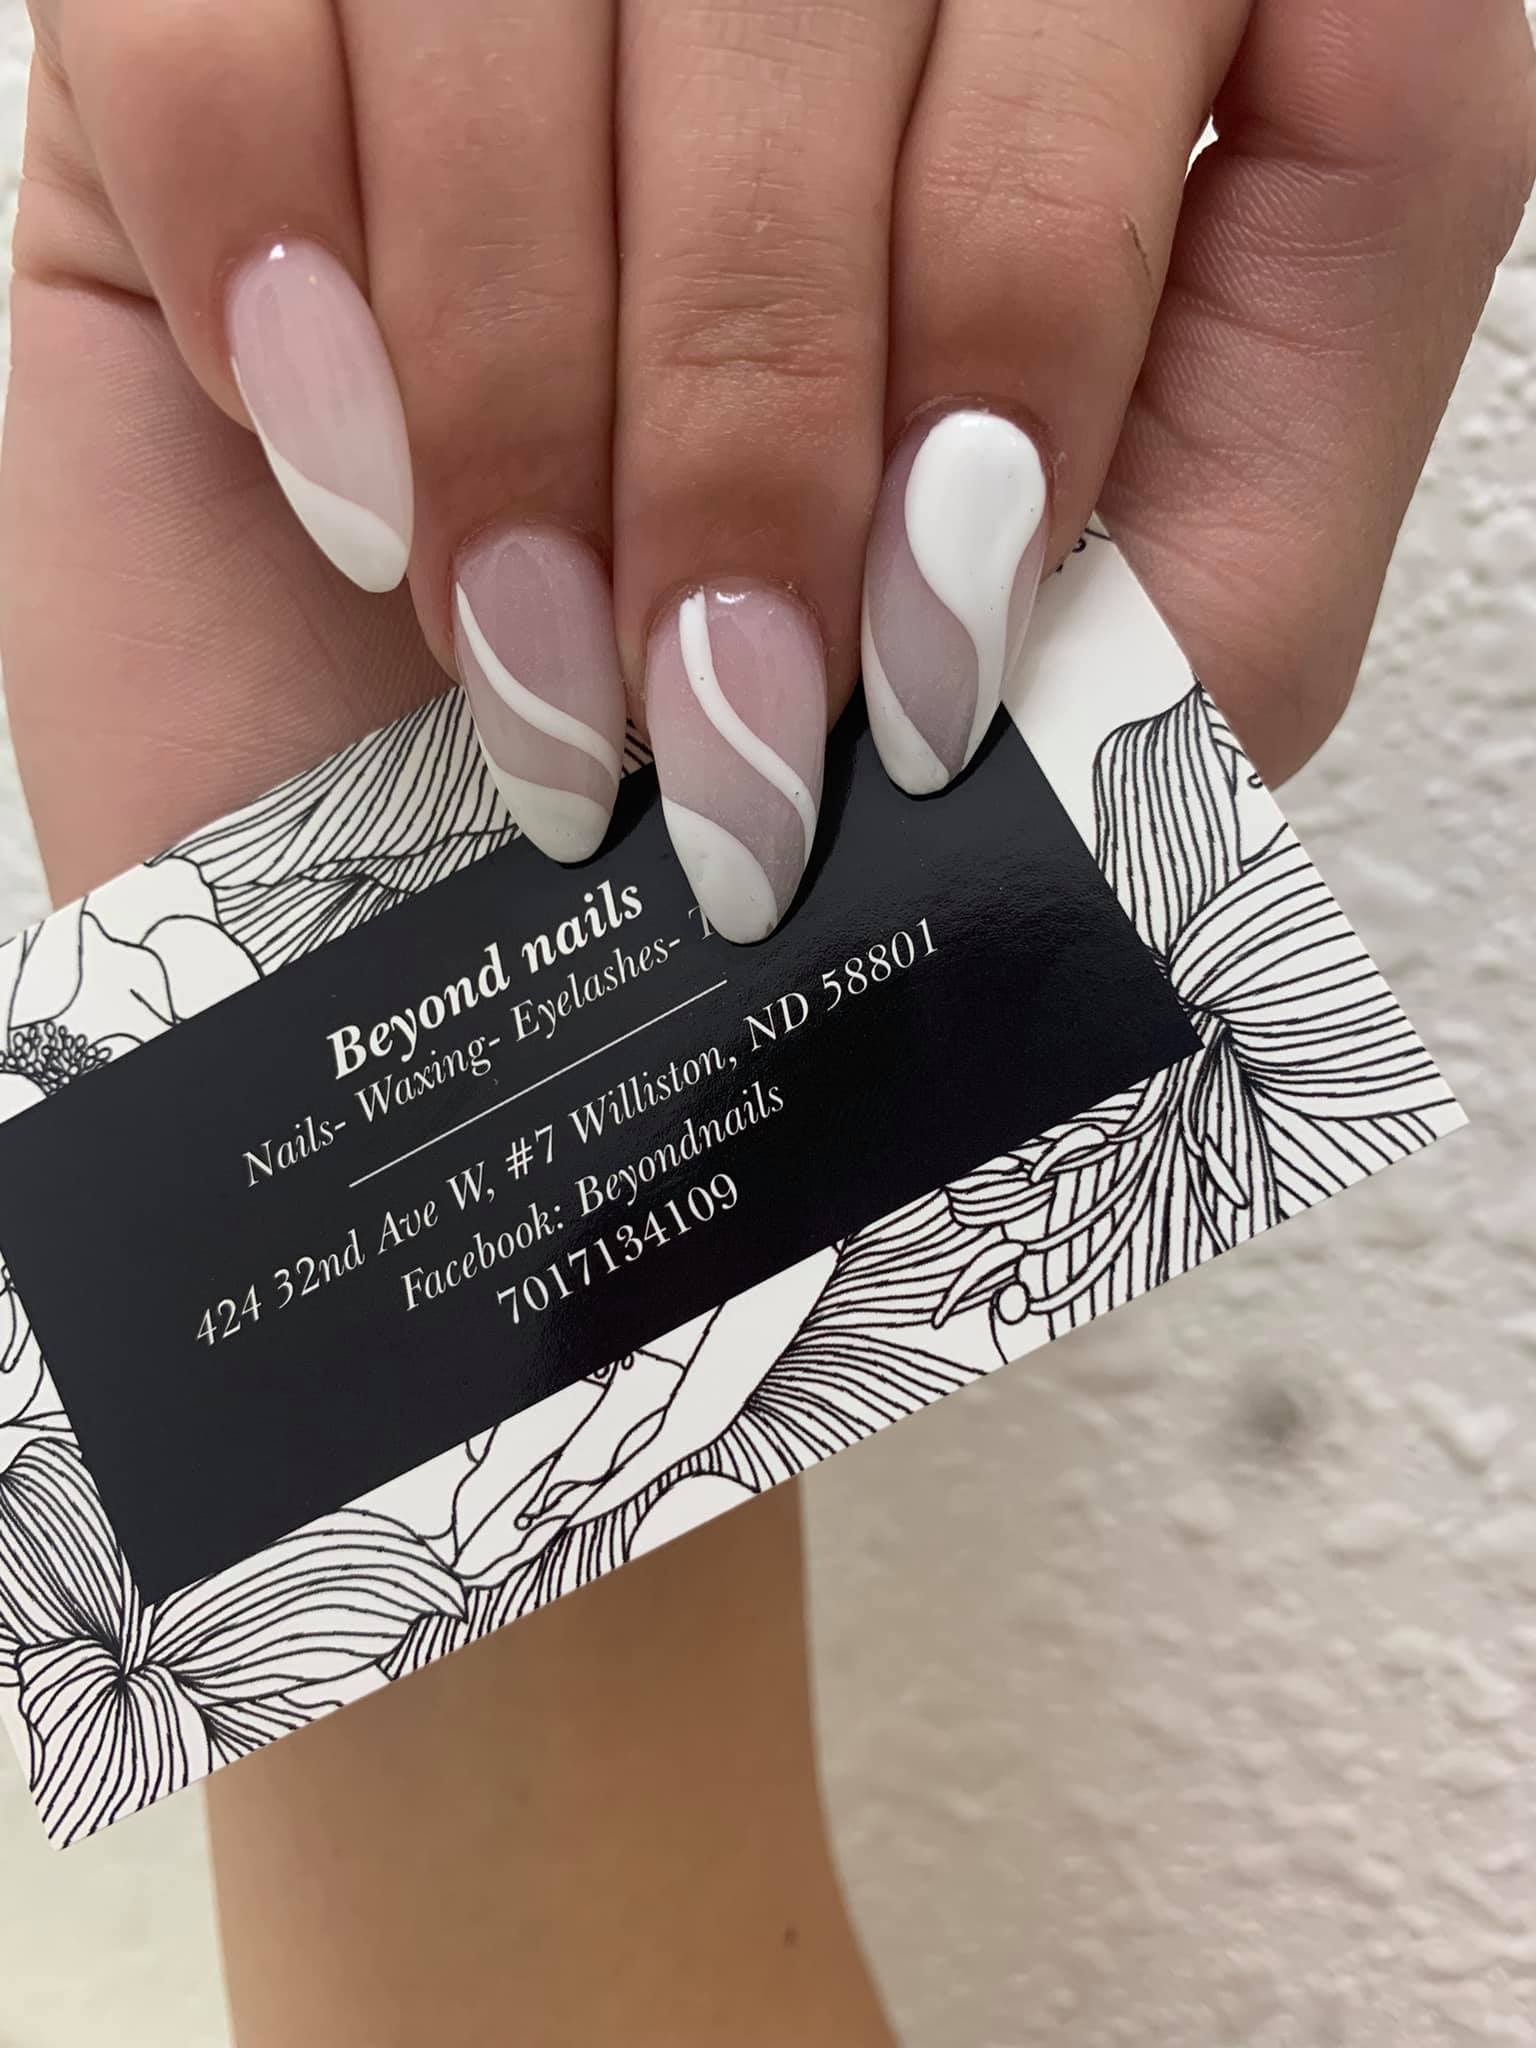 Beyond nails
Nails- Waxing- Eyelashes-
424 32nd Ave W, #7 Williston, ND 58801
Facebook: Beyondnails
7017134109